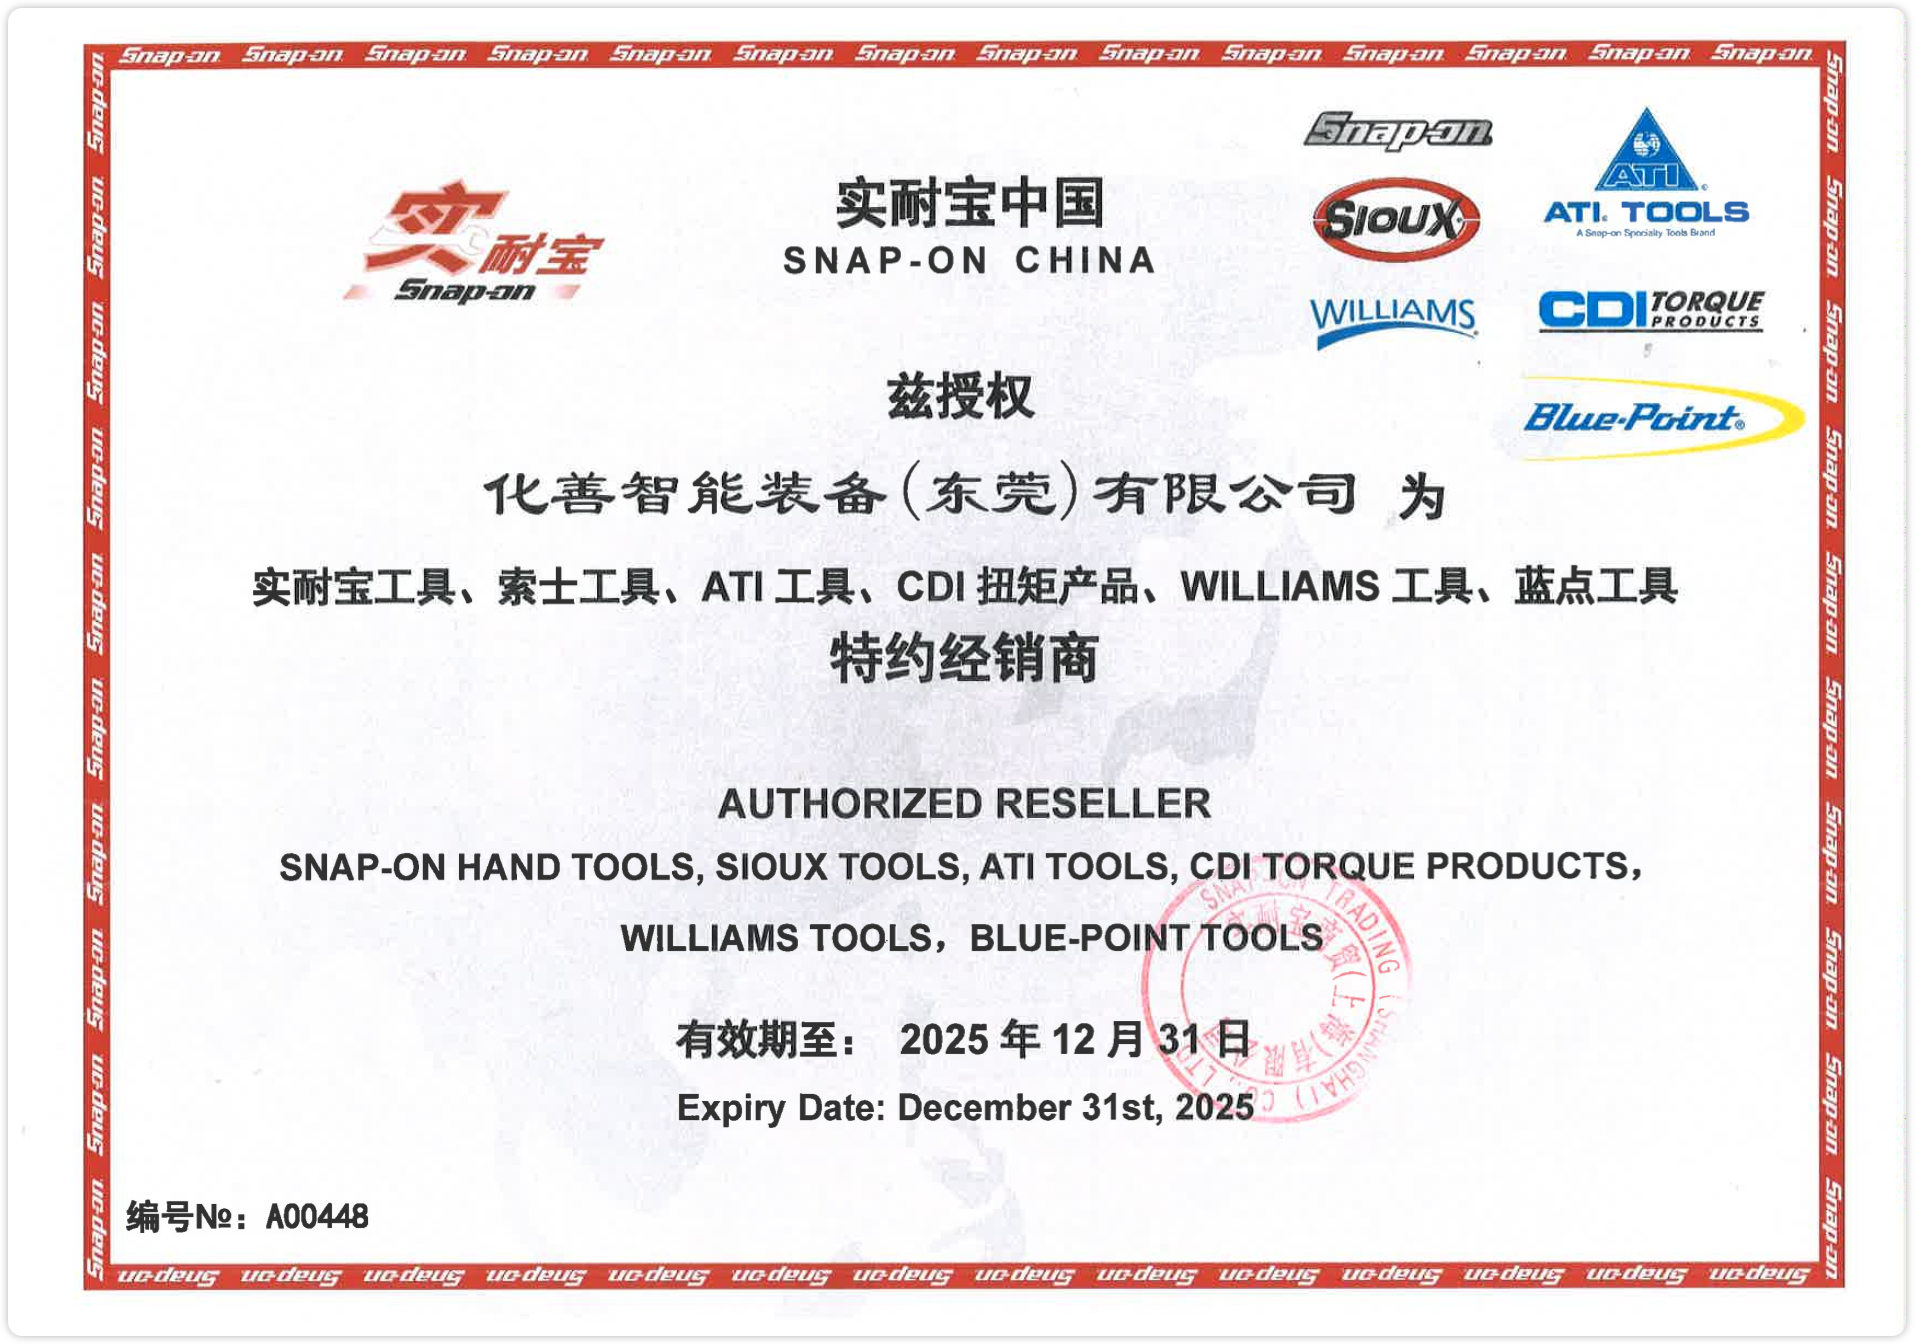 Snap-on Snap-on Snap-on Snap-on Snap-on Snap-on Snap-on Snap-on Snap-on Snap-on Snap-on Snap-on Snap-on Snap-on
实耐宝
Snap-on
实耐宝中国
SNAP-ON CHINA
Snap-on
ATI
ATI TOOLS
A Snap-on Specialty Tools Brand
SIOUX
WILLIAMS
CDI TORQUE PRODUCTS
Blue-Point®
兹授权
化善智能装备(东莞)有限公司 为
实耐宝工具、索士工具、ATI 工具、CDI 扭矩产品、WILLIAMS 工具、蓝点工具
特约经销商
AUTHORIZED RESELLER
SNAP-ON HAND TOOLS, SIOUX TOOLS, ATI TOOLS, CDI TORQUE PRODUCTS,
WILLIAMS TOOLS, BLUE-POINT TOOLS
SNAP-ON TRADING (SHANGHAI) CO., LTD
实耐宝商贸(上海)有限公司
有效期至： 2025 年 12 月 31 日
Expiry Date: December 31st, 2025
编号№：A00448
Snap-on Snap-on Snap-on Snap-on Snap-on Snap-on Snap-on Snap-on Snap-on Snap-on Snap-on Snap-on Snap-on Snap-on